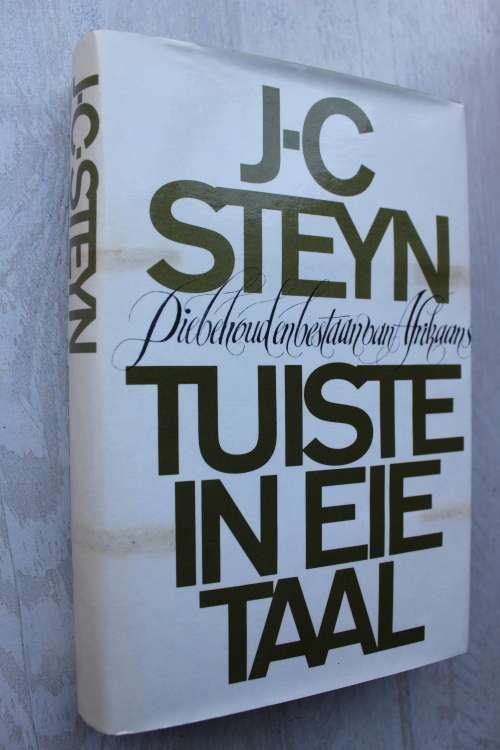 J-C·STEYN
J-C
STEYN
Die behoud en bestaan van Afrikaans
TUISTE
IN EIE
TAAL